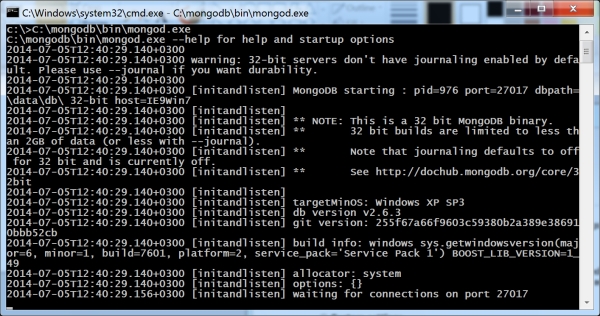 C:\Windows\system32\cmd.exe - C:\mongodb\bin\mongod.exe
c:\>C:\mongodb\bin\mongod.exe
C:\mongodb\bin\mongod.exe --help for help and startup options
2014-07-05T12:40:29.140+0300
2014-07-05T12:40:29.140+0300 warning: 32-bit servers don't have journaling enabled by defa
ult. Please use --journal if you want durability.
2014-07-05T12:40:29.140+0300
2014-07-05T12:40:29.140+0300 [initandlisten] MongoDB starting : pid=976 port=27017 dbpath=
\data\db\ 32-bit host=IE9Win7
2014-07-05T12:40:29.140+0300 [initandlisten]
2014-07-05T12:40:29.140+0300 [initandlisten] ** NOTE: This is a 32 bit MongoDB binary.
2014-07-05T12:40:29.140+0300 [initandlisten] **       32 bit builds are limited to less th
an 2GB of data (or less with --journal).
2014-07-05T12:40:29.140+0300 [initandlisten] **       Note that journaling defaults to off
 for 32 bit and is currently off.
2014-07-05T12:40:29.140+0300 [initandlisten] **       See http://dochub.mongodb.org/core/3
2bit
2014-07-05T12:40:29.140+0300 [initandlisten]
2014-07-05T12:40:29.140+0300 [initandlisten] targetMinOS: Windows XP SP3
2014-07-05T12:40:29.140+0300 [initandlisten] db version v2.6.3
2014-07-05T12:40:29.140+0300 [initandlisten] git version: 255f67a66f9603c59380b2a389e38691
0bbb52cb
2014-07-05T12:40:29.140+0300 [initandlisten] build info: windows sys.getwindowsversion(maj
or=6, minor=1, build=7601, platform=2, service_pack='Service Pack 1') BOOST_LIB_VERSION=1_
49
2014-07-05T12:40:29.140+0300 [initandlisten] allocator: system
2014-07-05T12:40:29.140+0300 [initandlisten] options: {}
2014-07-05T12:40:29.156+0300 [initandlisten] waiting for connections on port 27017